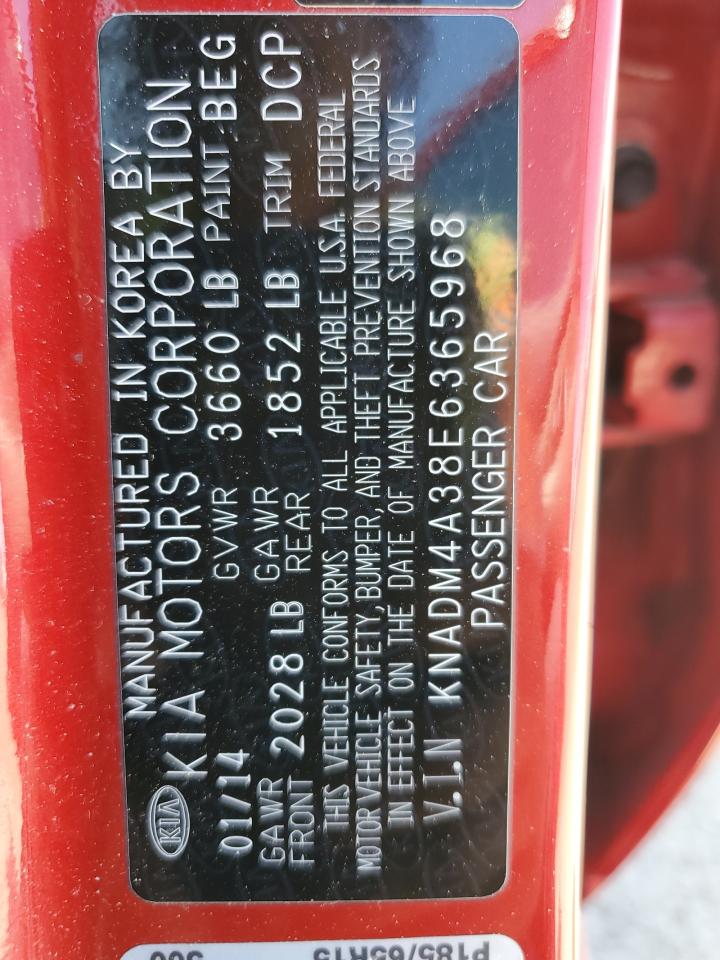 MANUFACTURED IN KOREA BY
KIA KIA MOTORS CORPORATION
01/14 GVWR 3660 LB PAINT BEG
GAWR FRONT 2028 LB GAWR REAR 1852 LB TRIM DCP
THIS VEHICLE CONFORMS TO ALL APPLICABLE U.S.A. FEDERAL
MOTOR VEHICLE SAFETY, BUMPER, AND THEFT PREVENTION STANDARDS
IN EFFECT ON THE DATE OF MANUFACTURE SHOWN ABOVE
V.I.N KNADM4A38E6365968
PASSENGER CAR
P185/65R15